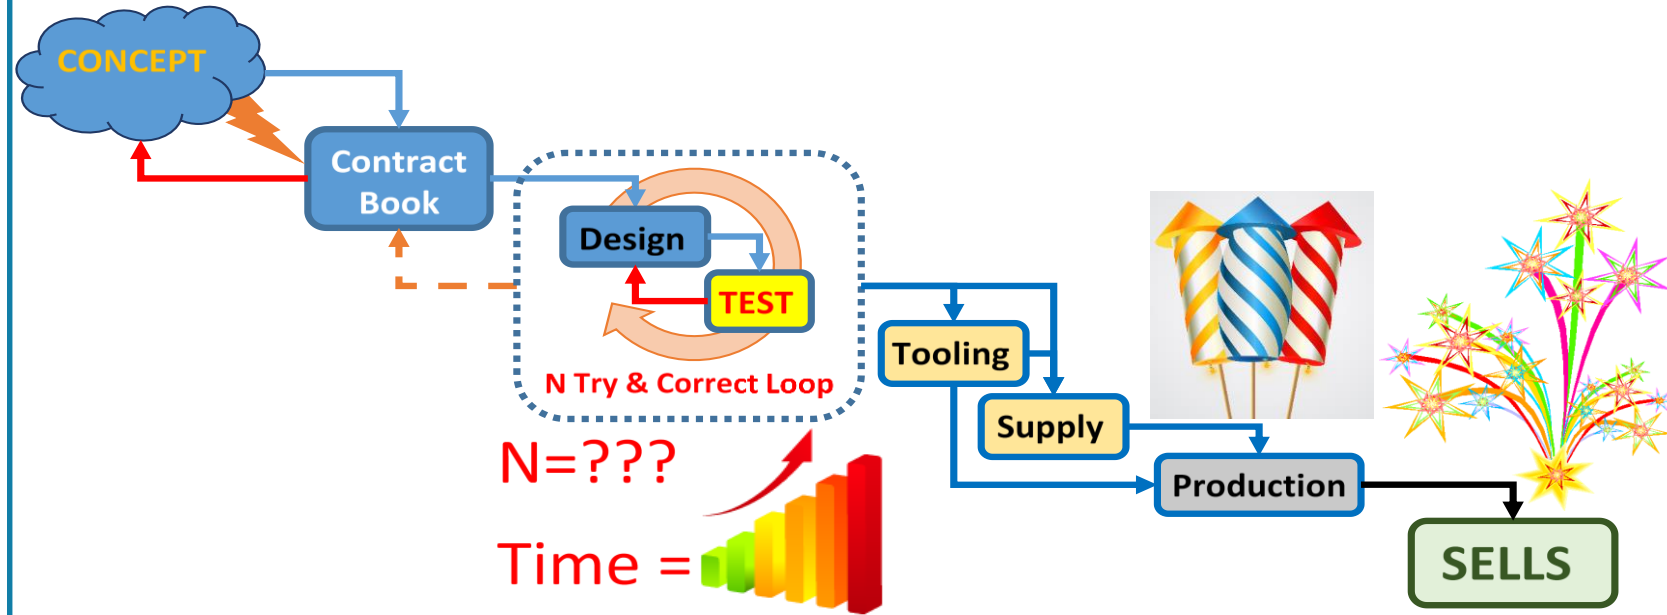 CONCEPT
Contract
Book
Design
TEST
N Try & Correct Loop
N=???
Time =
Tooling
Supply
Production
SELLS